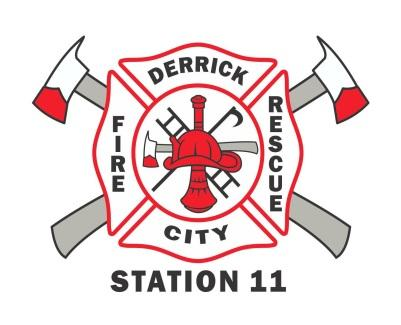 DERRICK
FIRE
RESCUE
CITY
STATION 11